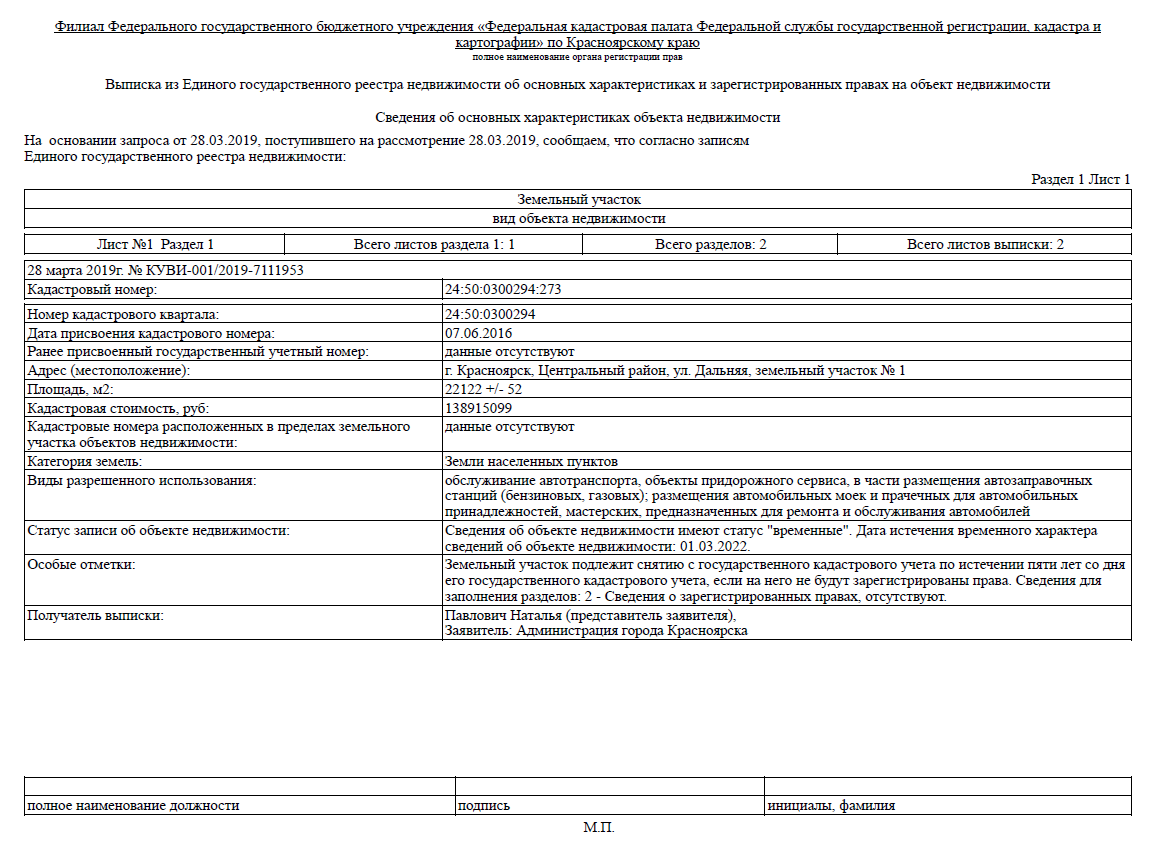 Филиал Федерального государственного бюджетного учреждения «Федеральная кадастровая палата Федеральной службы государственной регистрации, кадастра и
картографии» по Красноярскому краю
полное наименование органа регистрации прав
Выписка из Единого государственного реестра недвижимости об основных характеристиках и зарегистрированных правах на объект недвижимости
Сведения об основных характеристиках объекта недвижимости
На основании запроса от 28.03.2019, поступившего на рассмотрение 28.03.2019, сообщаем, что согласно записям
Единого государственного реестра недвижимости:
Раздел 1 Лист 1
Земельный участок
вид объекта недвижимости
Лист №1 Раздел 1 Всего листов раздела 1: 1 Всего разделов: 2 Всего листов выписки: 2
28 марта 2019г. № КУВИ-001/2019-7111953
Кадастровый номер: 24:50:0300294:273
Номер кадастрового квартала: 24:50:0300294
Дата присвоения кадастрового номера: 07.06.2016
Ранее присвоенный государственный учетный номер: данные отсутствуют
Адрес (местоположение): г. Красноярск, Центральный район, ул. Дальняя, земельный участок № 1
Площадь, м2: 22122 +/- 52
Кадастровая стоимость, руб: 138915099
Кадастровые номера расположенных в пределах земельного
участка объектов недвижимости:
данные отсутствуют
Категория земель: Земли населенных пунктов
Виды разрешенного использования:
обслуживание автотранспорта, объекты придорожного сервиса, в части размещения автозаправочных
станций (бензиновых, газовых); размещения автомобильных моек и прачечных для автомобильных
принадлежностей, мастерских, предназначенных для ремонта и обслуживания автомобилей
Статус записи об объекте недвижимости:
Сведения об объекте недвижимости имеют статус "временные". Дата истечения временного характера
сведений об объекте недвижимости: 01.03.2022.
Особые отметки:
Земельный участок подлежит снятию с государственного кадастрового учета по истечении пяти лет со дня
его государственного кадастрового учета, если на него не будут зарегистрированы права. Сведения для
заполнения разделов: 2 - Сведения о зарегистрированных правах, отсутствуют.
Получатель выписки:
Павлович Наталья (представитель заявителя),
Заявитель: Администрация города Красноярска
полное наименование должности подпись инициалы, фамилия
М.П.